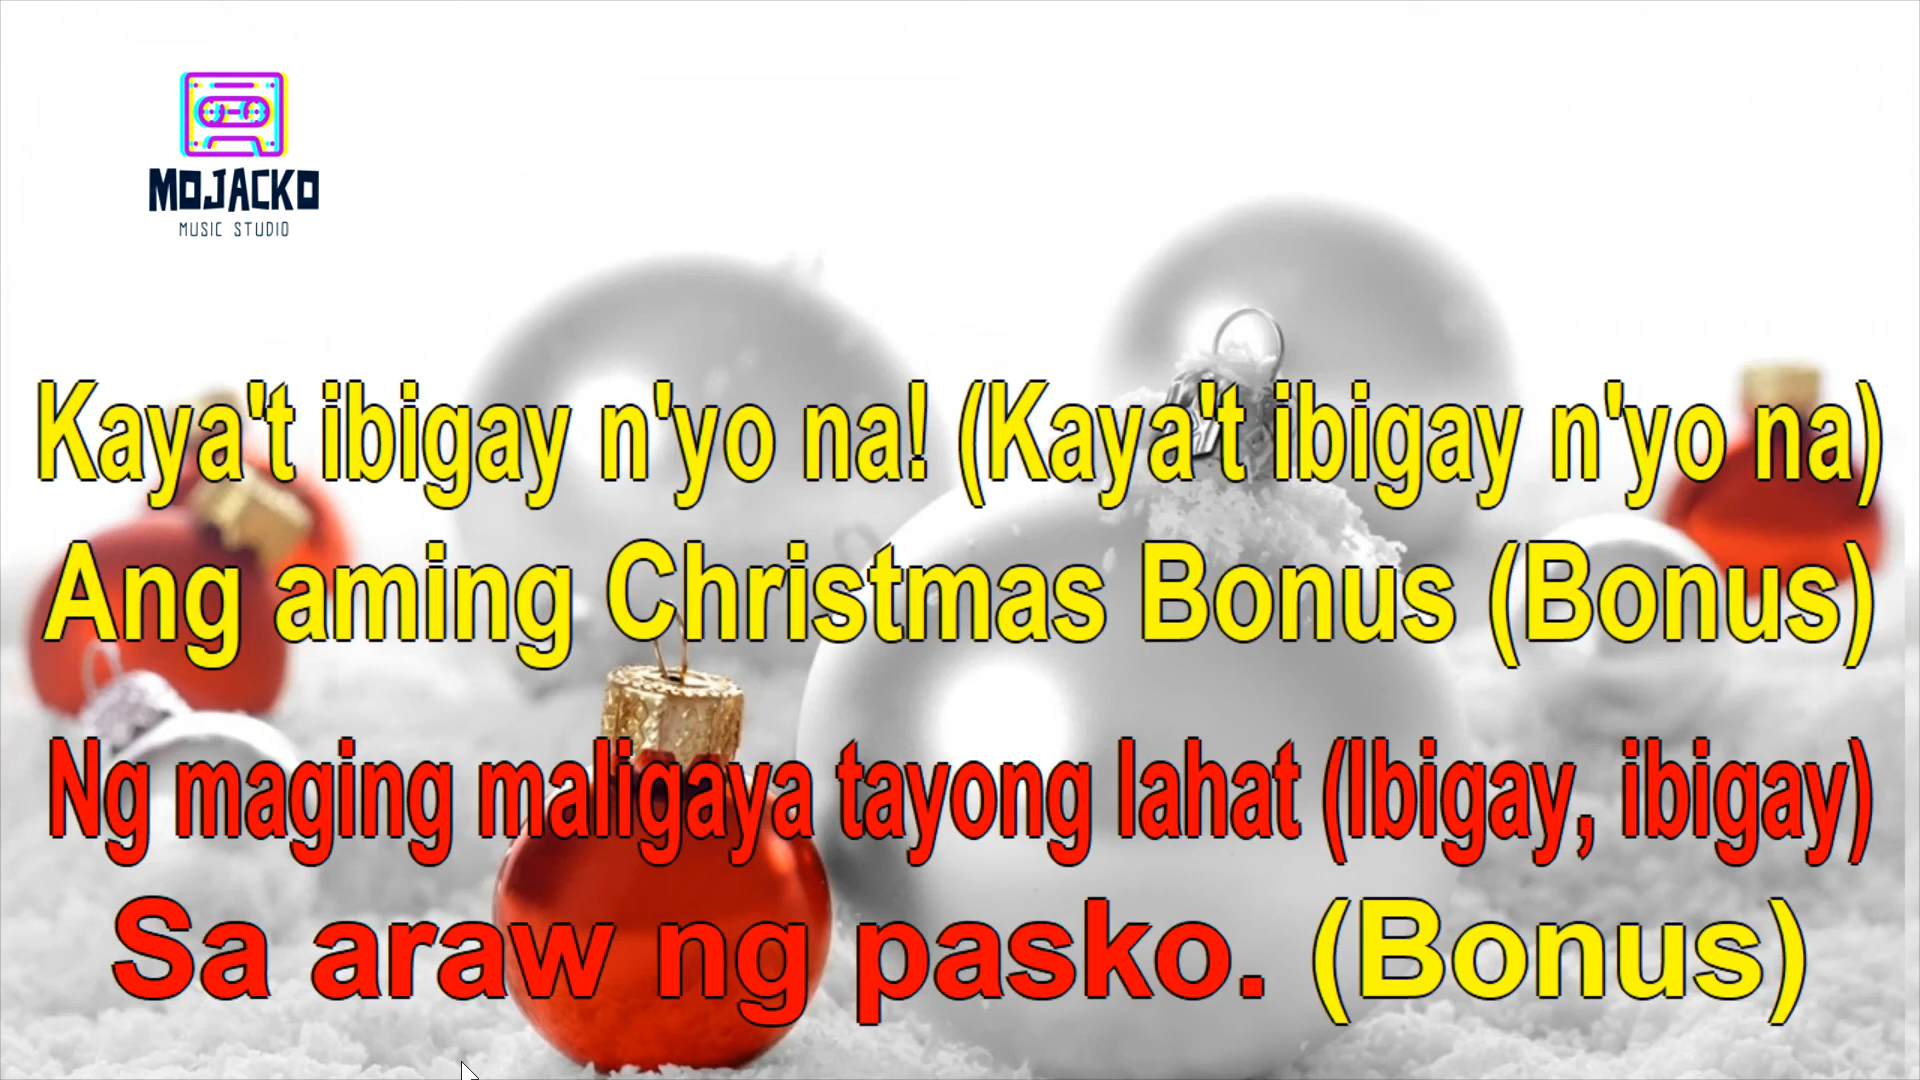 MOJACKO
MUSIC STUDIO
Kaya't ibigay n'yo na! (Kaya't ibigay n'yo na)
Ang aming Christmas Bonus (Bonus)
Ng maging maligaya tayong lahat (Ibigay, ibigay)
Sa araw ng pasko. (Bonus)